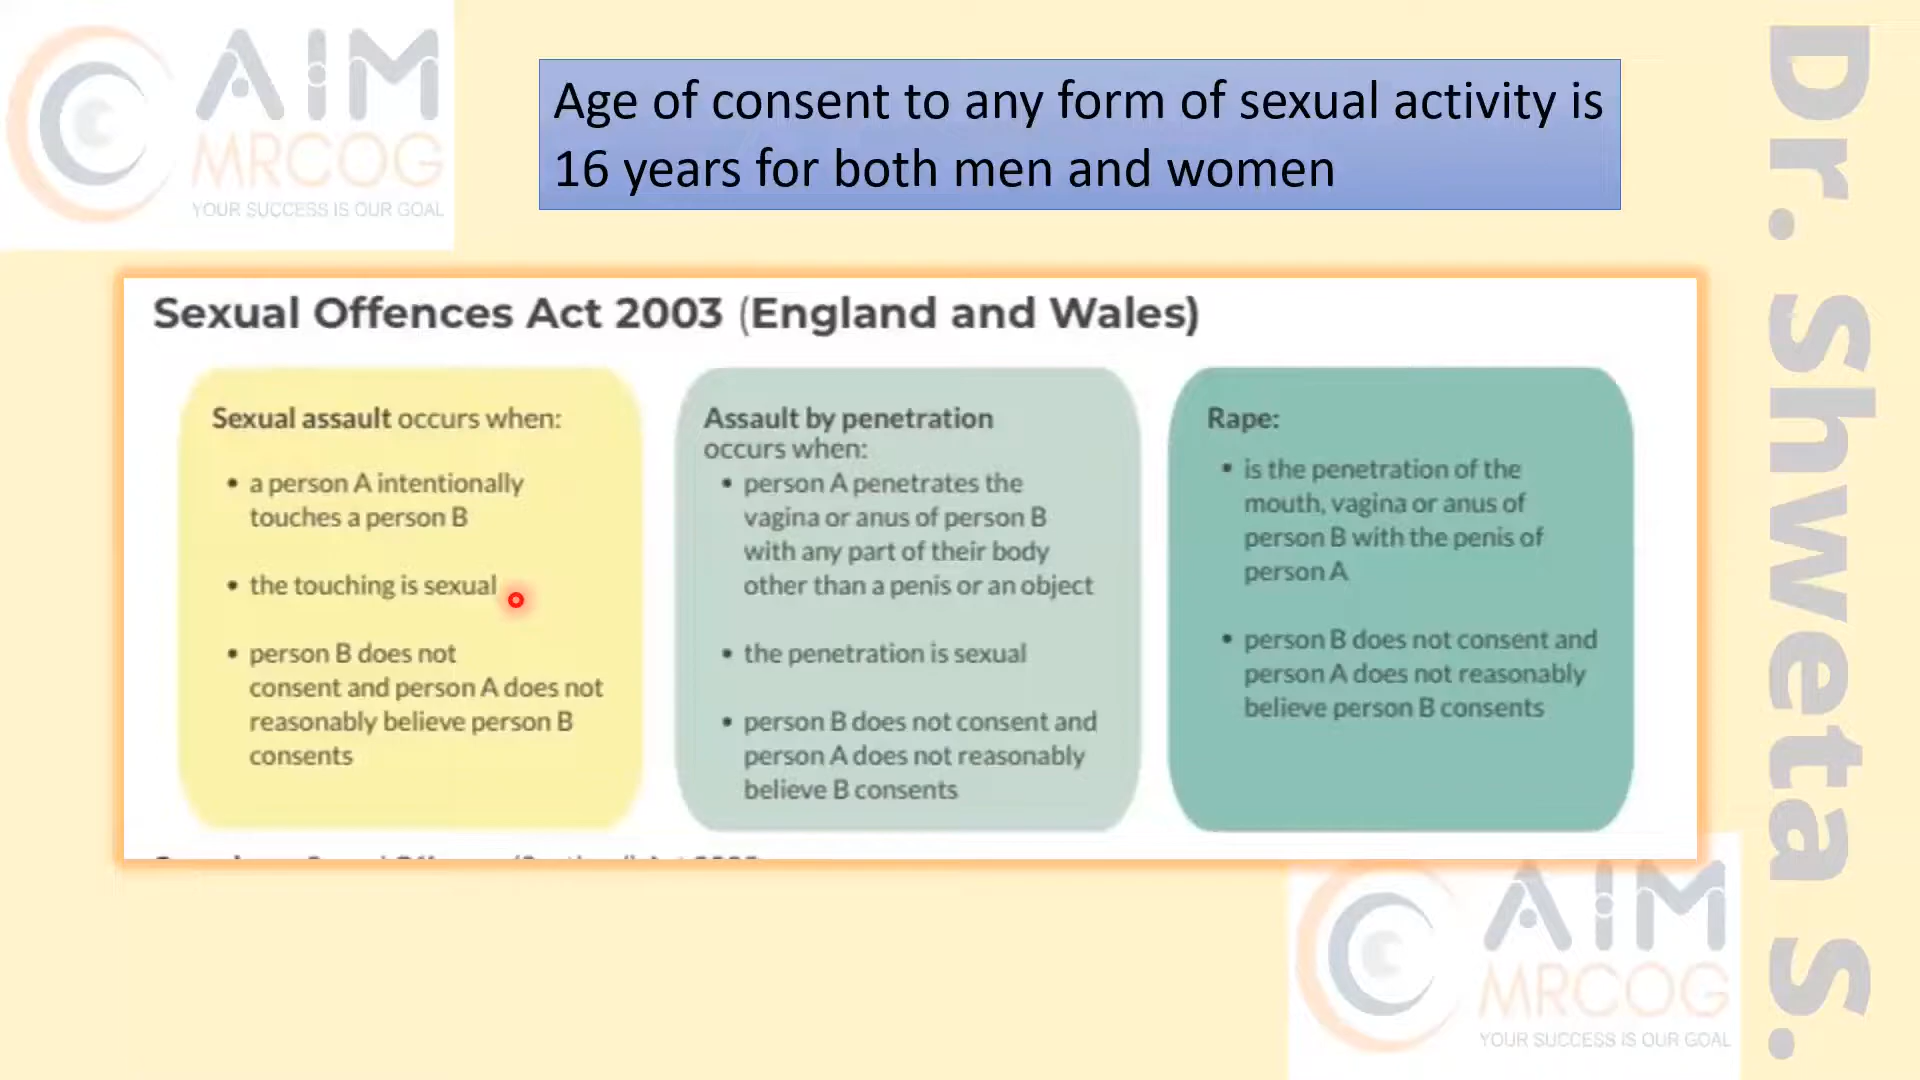 AIM
MRCOG
YOUR SUCCESS IS OUR GOAL
Age of consent to any form of sexual activity is
16 years for both men and women
Sexual Offences Act 2003 (England and Wales)
Sexual assault occurs when:
• a person A intentionally
touches a person B
• the touching is sexual
• person B does not
consent and person A does not
reasonably believe person B
consents
Assault by penetration
occurs when:
• person A penetrates the
vagina or anus of person B
with any part of their body
other than a penis or an object
• the penetration is sexual
• person B does not consent and
person A does not reasonably
believe B consents
Rape:
• is the penetration of the
mouth, vagina or anus of
person B with the penis of
person A
• person B does not consent and
person A does not reasonably
believe person B consents
AIM
MRCOG
YOUR SUCCESS IS OUR GOAL
Dr. Shweta S.